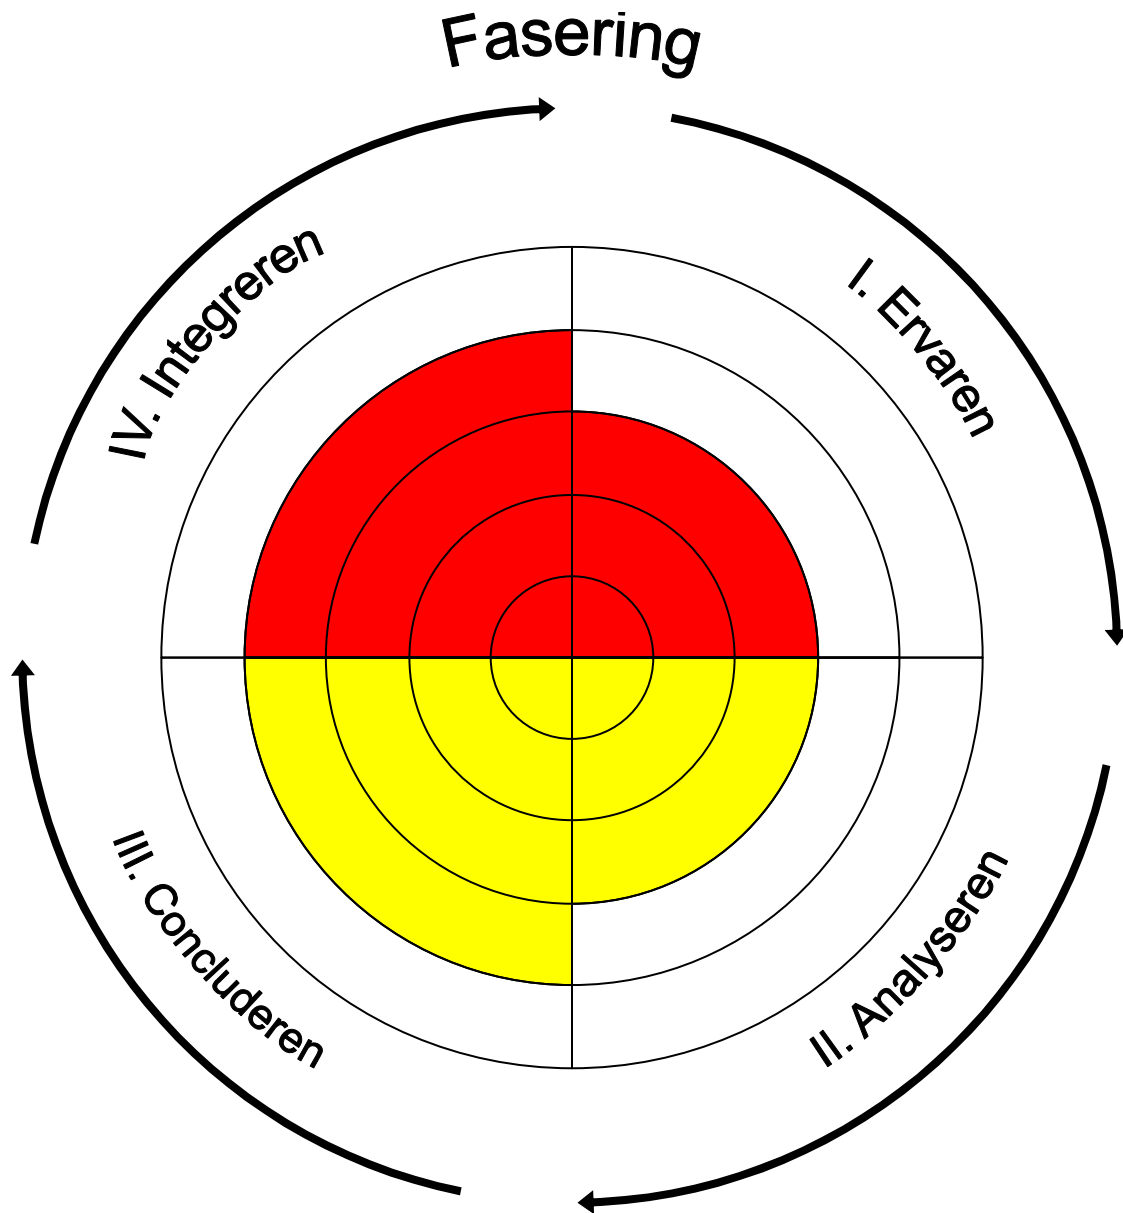 Fasering
I. Ervaren
II. Analyseren
III. Concluderen
IV. Integreren